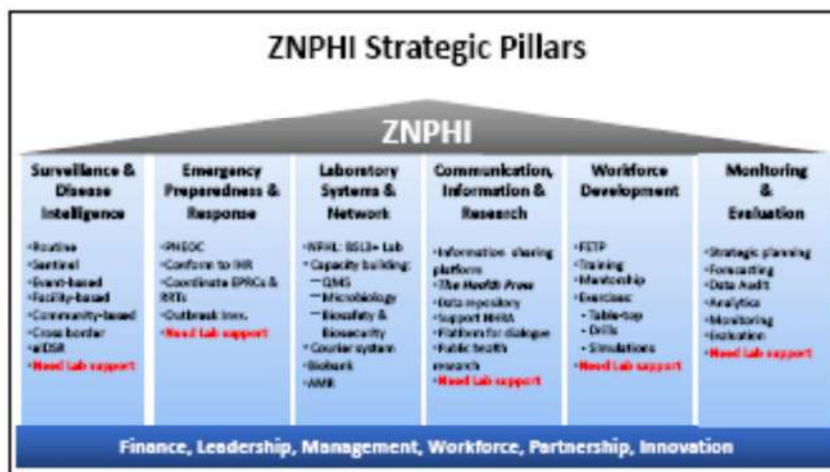 ZNPHI Strategic Pillars
ZNPHI
Surveillance &
Disease
Intelligence
•Routine
•Sentinel
•Event-based
•Facility-based
•Community-based
•Cross border
•eIDSR
•Need Lab support
Emergency
Preparedness &
Response
•PHEOC
•Conform to IHR
•Coordinate EPRCs &
RRTs
•Outbreak Inv.
•Need Lab support
Laboratory
Systems &
Network
•NPHL: BSL3+ Lab
•Capacity building:
—QMS
—Microbiology
—Biosafety &
Biosecurity
•Courier system
•Biobank
•AMR
Communication,
Information &
Research
•Information sharing
platform
•The Health Press
•Data repository
•Support NHRA
•Platform for dialogue
•Public health
research
•Need Lab support
Workforce
Development
•FETP
•Training
•Mentorship
•Exercises:
•Table-top
•Drills
•Simulations
•Need Lab support
Monitoring
&
Evaluation
•Strategic planning
•Forecasting
•Data Audit
•Analytics
•Monitoring
•Evaluation
•Need Lab support
Finance, Leadership, Management, Workforce, Partnership, Innovation